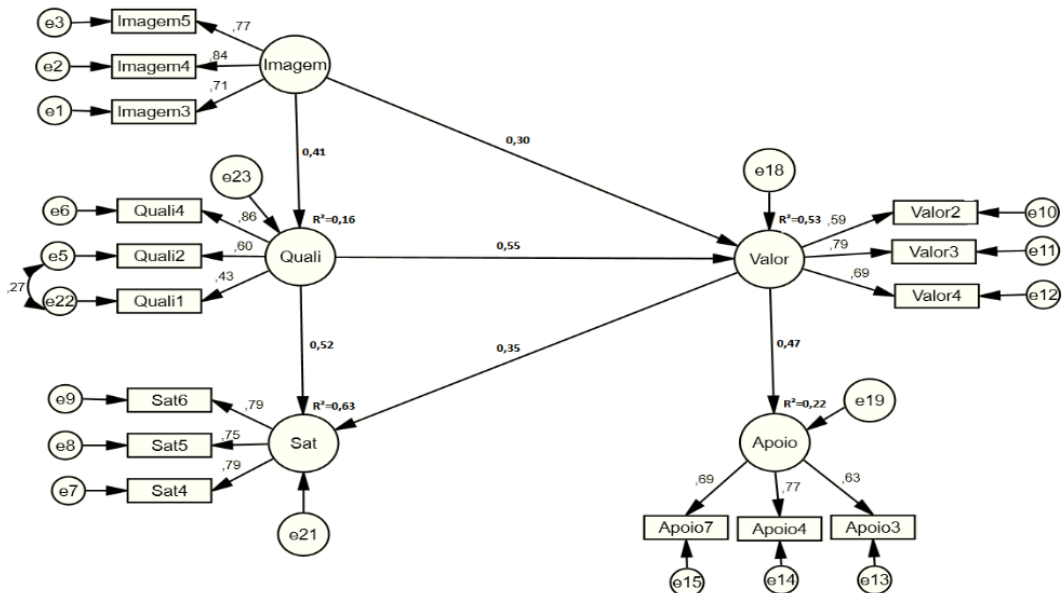 e3
Imagem5
,77
e2
Imagem4
,84
Imagem
e1
Imagem3
,71
0,41
0,30
e23
e18
e6
Quali4
,86
R²=0,16
R²=0,53
,59
Valor2
e10
e5
Quali2
,60
Quali
0,55
Valor
,79
Valor3
e11
,27
e22
Quali1
,43
,69
Valor4
e12
0,52
0,35
0,47
e9
Sat6
,79
R²=0,63
R²=0,22
e19
e8
Sat5
,75
Sat
Apoio
e7
Sat4
,79
,69
,77
,63
e21
Apoio7
Apoio4
Apoio3
e15
e14
e13